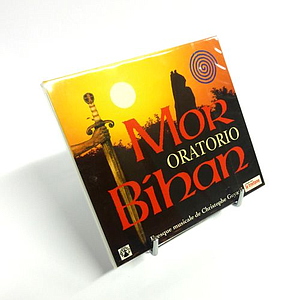 Mor
ORATORIO
Bihan
Fresque musicale de Christophe